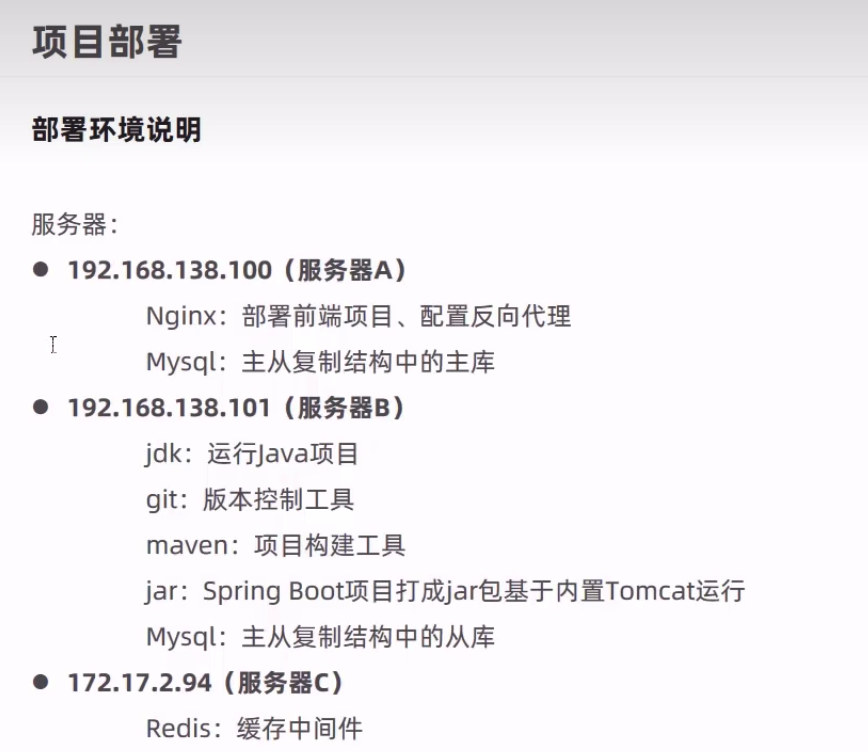 项目部署
部署环境说明
服务器：
● 192.168.138.100（服务器A）
Nginx：部署前端项目、配置反向代理
Mysql：主从复制结构中的主库
● 192.168.138.101（服务器B）
jdk：运行Java项目
git：版本控制工具
maven：项目构建工具
jar：Spring Boot项目打成jar包基于内置Tomcat运行
Mysql：主从复制结构中的从库
● 172.17.2.94（服务器C）
Redis：缓存中间件